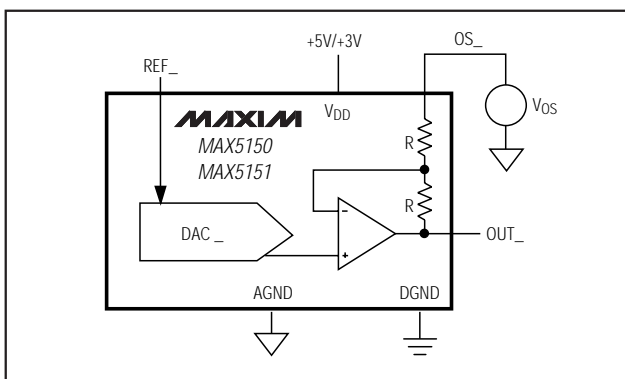 +5V/+3V
OS_
REF_
VDD
VOS
MAXIM
MAX5150
MAX5151
R
R
DAC _
-
+
OUT_
AGND
DGND